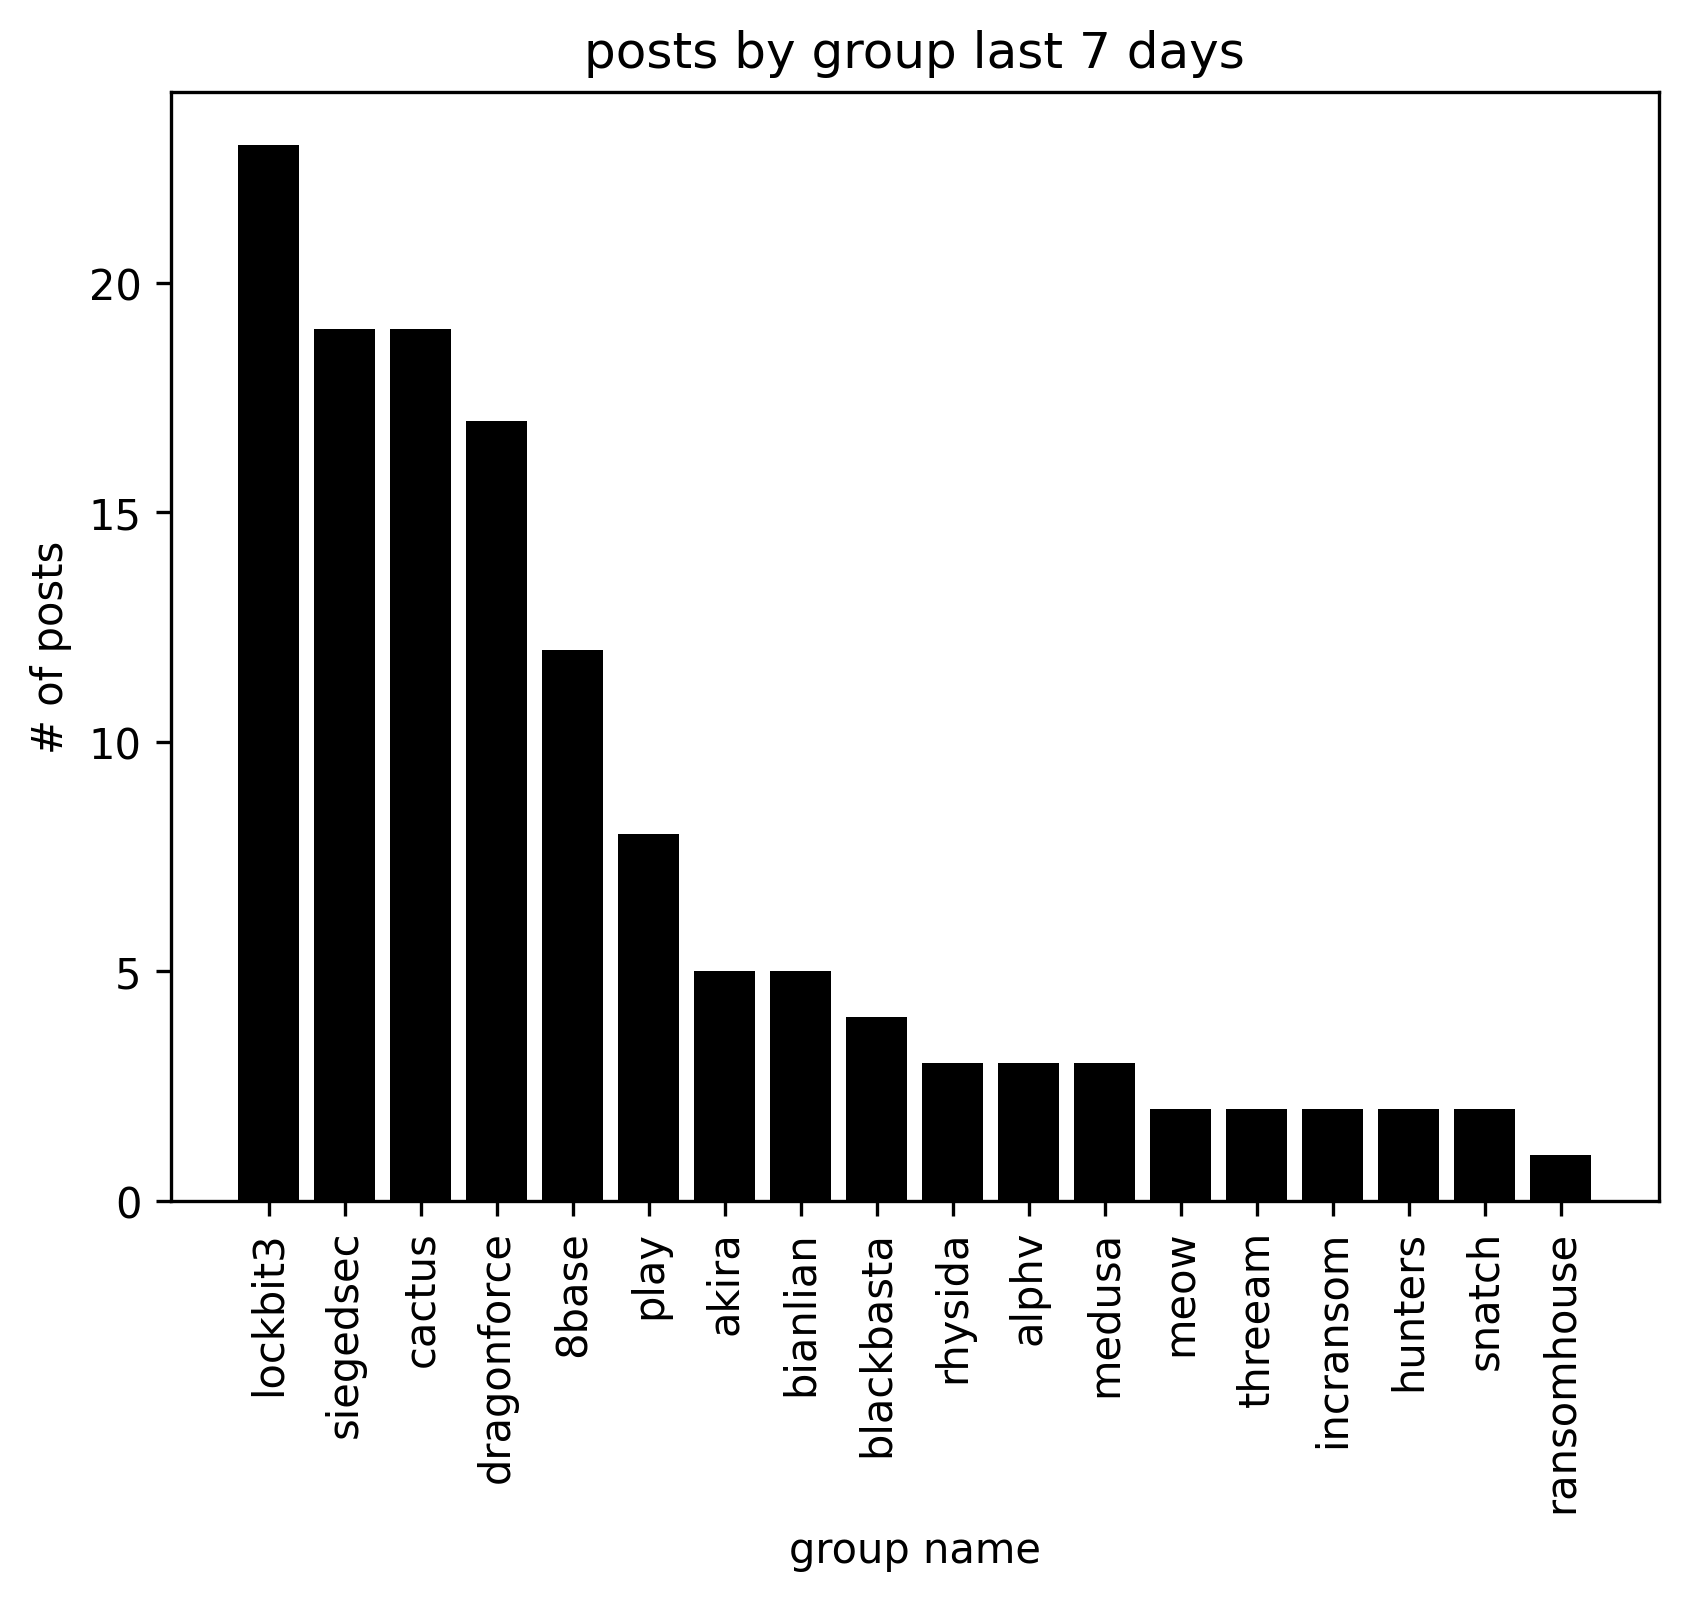 posts by group last 7 days
# of posts
20
15
10
5
0
lockbit3
siegedsec
cactus
dragonforce
8base
play
akira
bianlian
blackbasta
rhysida
alphv
medusa
meow
threeam
incransom
hunters
snatch
ransomhouse
group name